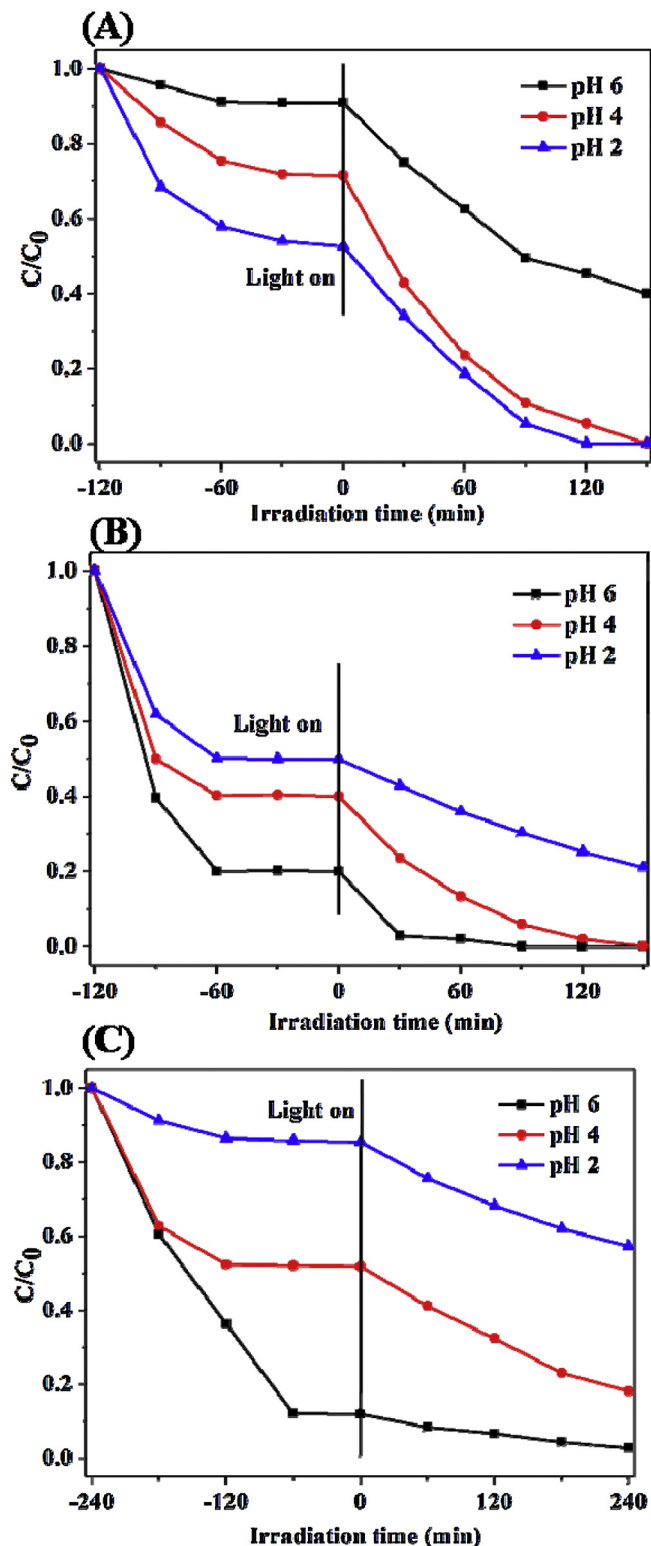 (A)
1.0
0.8
0.6
0.4
0.2
0.0
C/C0
pH 6
pH 4
pH 2
Light on
-120 -60 0 60 120
Irradiation time (min)
(B)
1.0
0.8
0.6
0.4
0.2
0.0
C/C0
pH 6
pH 4
pH 2
Light on
-120 -60 0 60 120
Irradiation time (min)
(C)
1.0
0.8
0.6
0.4
0.2
0.0
C/C0
Light on
pH 6
pH 4
pH 2
-240 -120 0 120 240
Irradiation time (min)